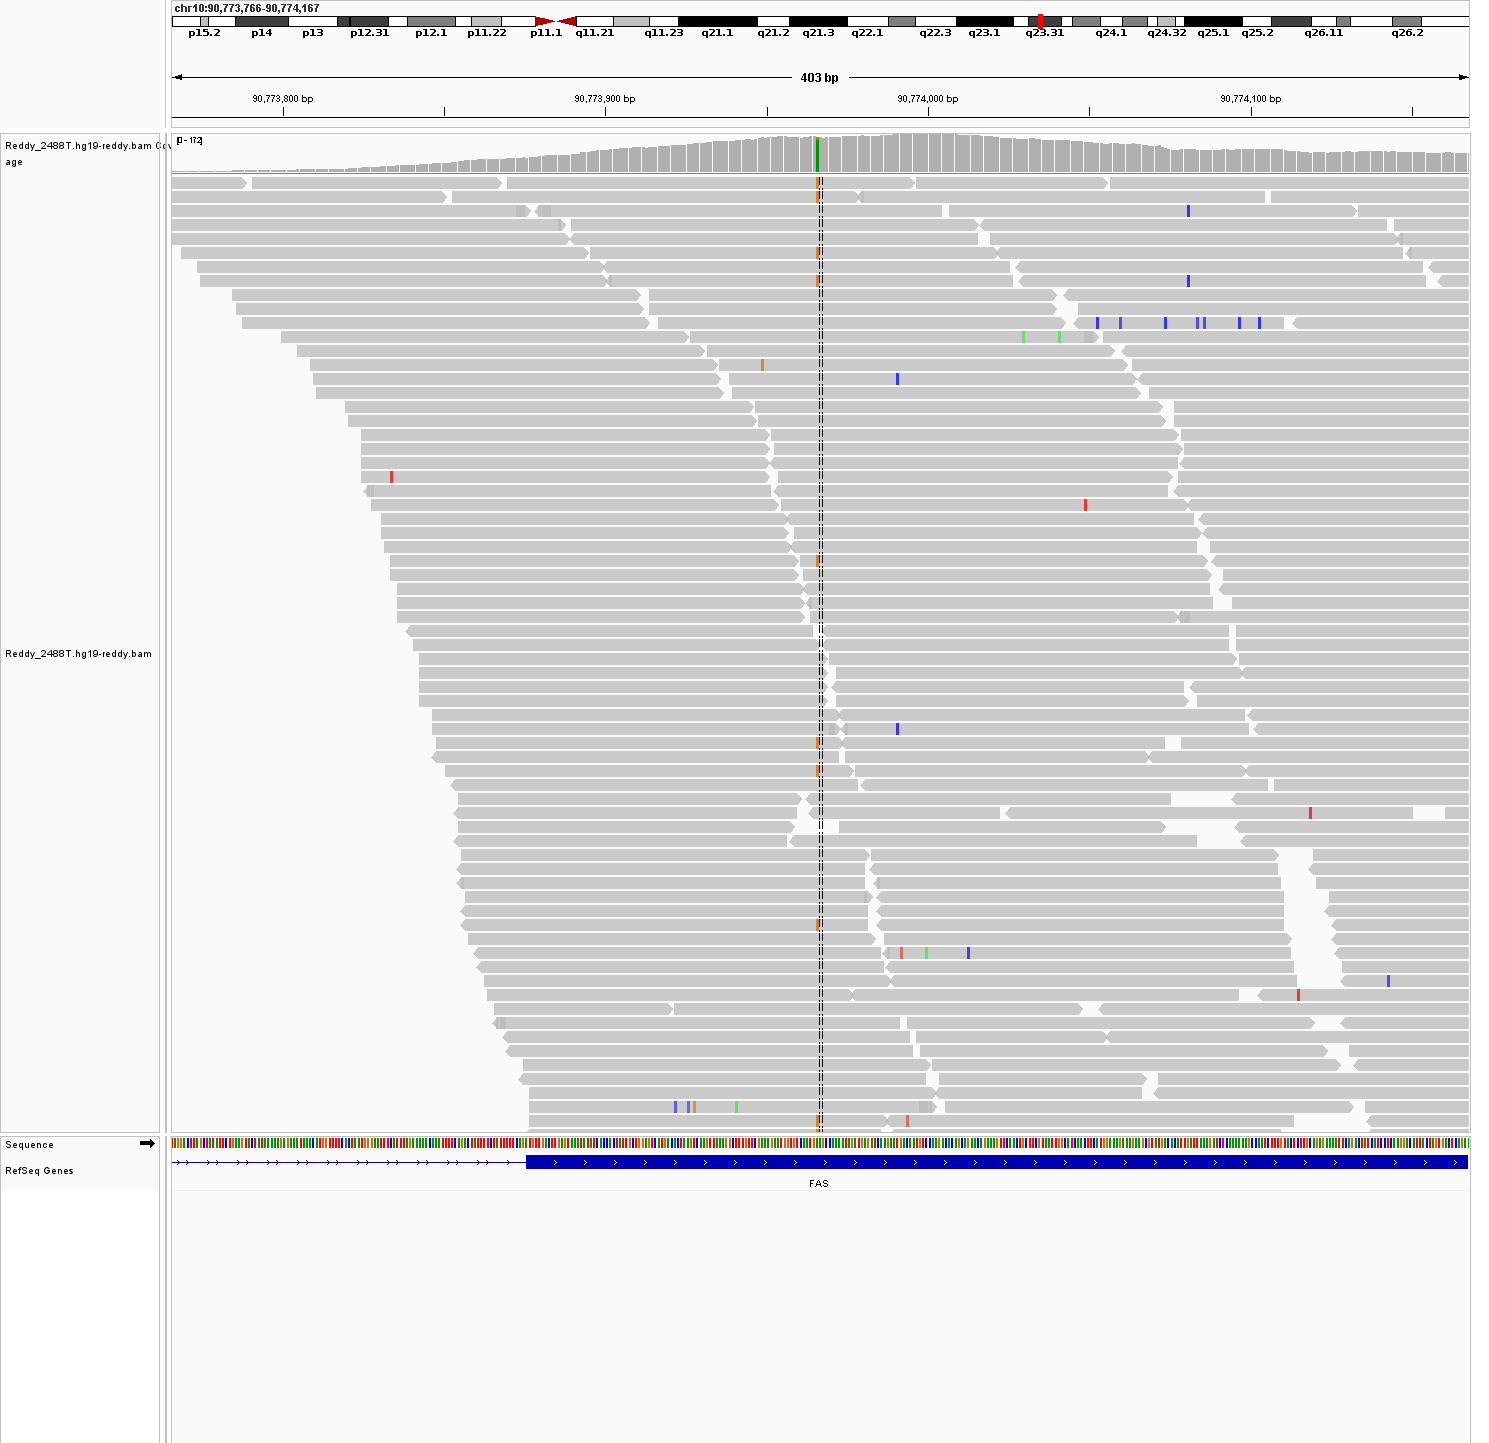 chr10:90,773,766-90,774,167
p15.2 p14 p13 p12.31 p12.1 p11.22 p11.1 q11.21 q11.23 q21.1 q21.2 q21.3 q22.1 q22.3 q23.1 q23.31 q24.1 q24.32 q25.1 q25.2 q26.11 q26.2
403 bp
90,773,800 bp 90,773,900 bp 90,774,000 bp 90,774,100 bp
Reddy_2488T.hg19-reddy.bam Cov
age
[0 - 172]
Reddy_2488T.hg19-reddy.bam
Sequence
RefSeq Genes
FAS